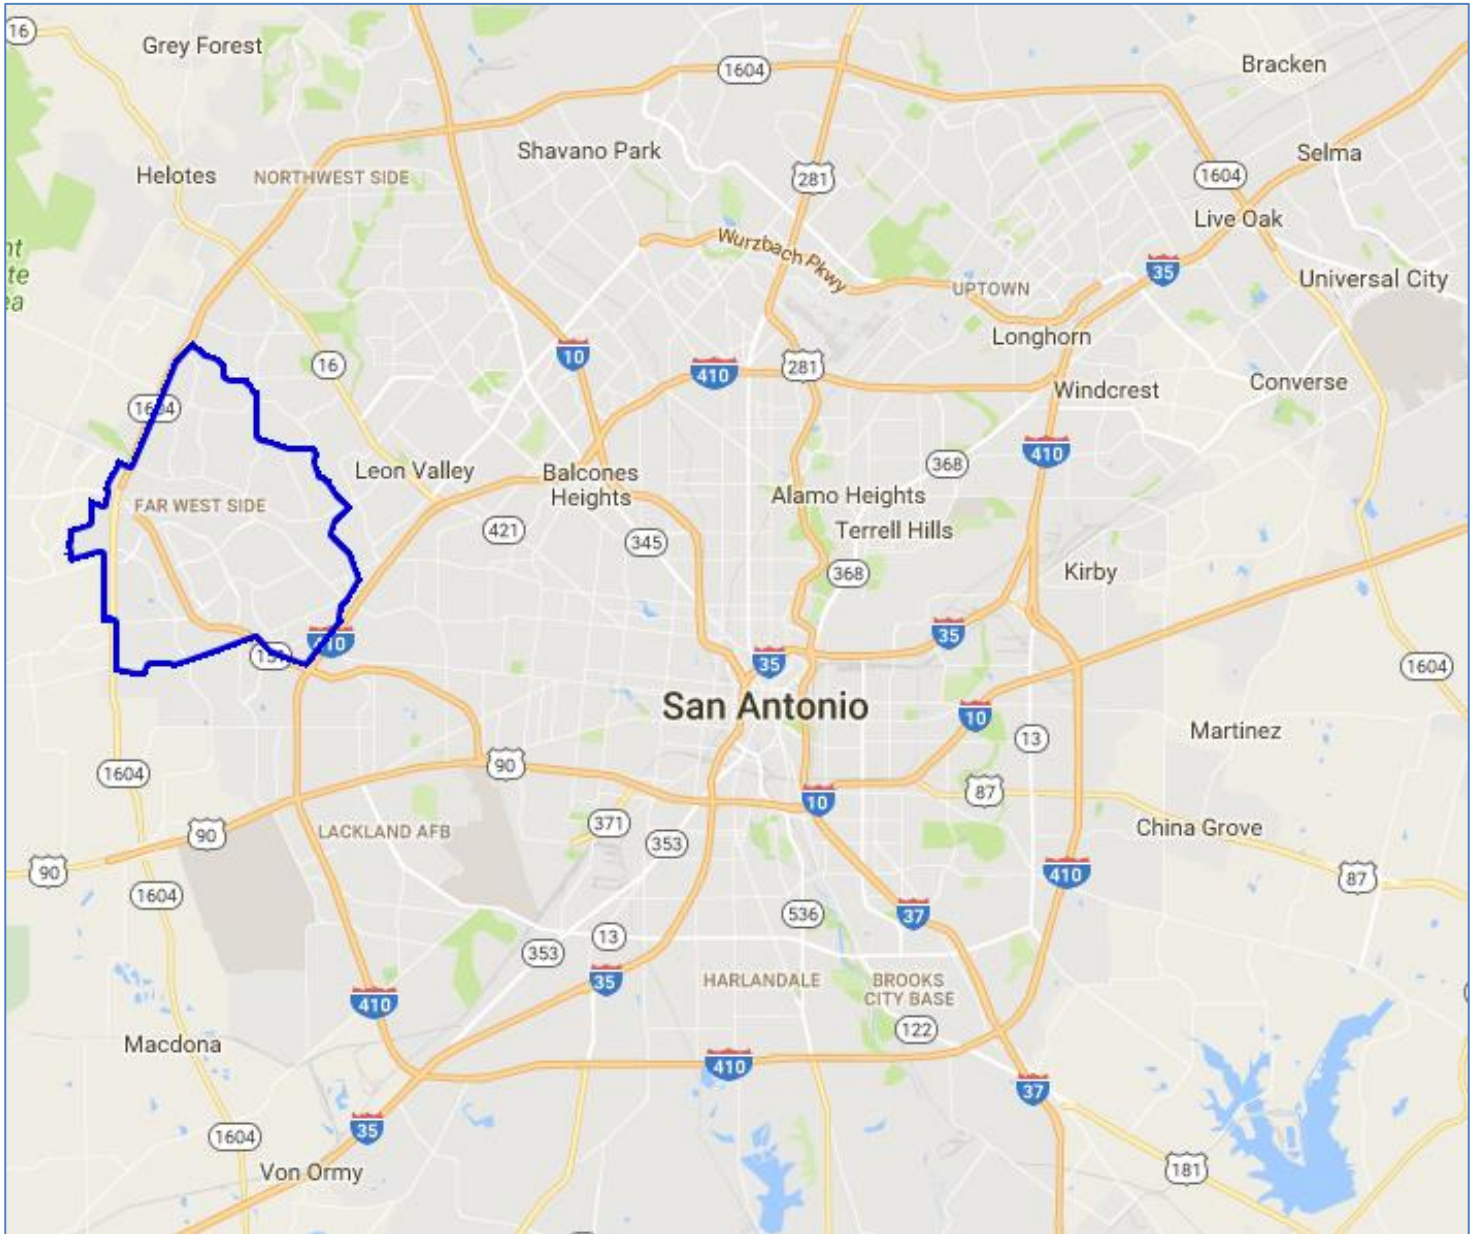 16
Grey Forest
1604
Bracken
Shavano Park
Selma
Helotes
NORTHWEST SIDE
281
1604
Live Oak
nt
te
ea
Wurzbach Pkwy
35
Universal City
UPTOWN
Longhorn
16
10
410
281
Windcrest
Converse
1604
Leon Valley
Balcones
Heights
410
368
FAR WEST SIDE
Alamo Heights
Terrell Hills
421
345
368
Kirby
410
151
35
35
1604
San Antonio
10
13
Martinez
1604
90
10
87
90
LACKLAND AFB
371
353
China Grove
90
410
87
1604
536
37
353
13
35
HARLANDALE
BROOKS
CITY BASE
410
122
Macdona
410
37
35
1604
Von Ormy
181